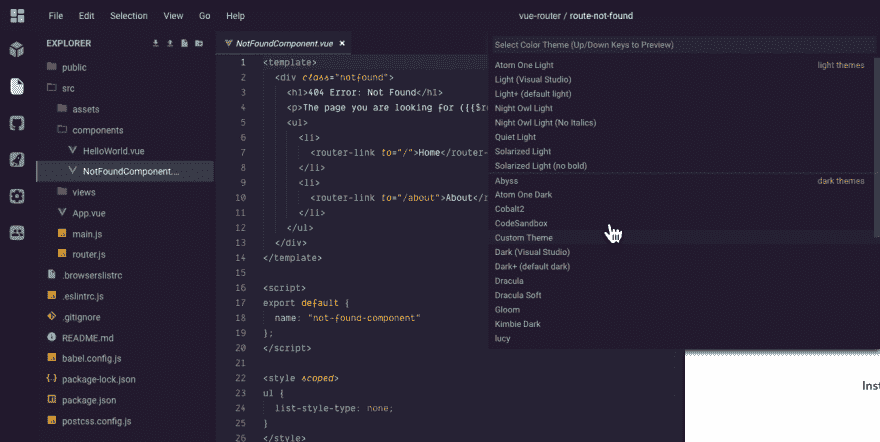 File Edit Selection View Go Help
vue-router / route-not-found
EXPLORER
public
src
assets
components
HelloWorld.vue
NotFoundComponent....
views
App.vue
main.js
router.js
.browserslistrc
.eslintrc.js
.gitignore
README.md
babel.config.js
package-lock.json
package.json
postcss.config.js
NotFoundComponent.vue ×
1 <template>
2 <div class="notfound">
3 <h1>404 Error: Not Found</h1>
4 <p>The page you are looking for ({{$r
5 <ul>
6 <li>
7 <router-link to="/">Home</router-
8 </li>
9 <li>
10 <router-link to="/about">About</r
11 </li>
12 </ul>
13 </div>
14 </template>
15
16 <script>
17 export default {
18 name: "not-found-component"
19 };
20 </script>
21
22 <style scoped>
23 ul {
24 list-style-type: none;
25 }
26 </style>
Select Color Theme (Up/Down Keys to Preview)
Atom One Light light themes
Light (Visual Studio)
Light+ (default light)
Night Owl Light
Night Owl Light (No Italics)
Quiet Light
Solarized Light
Solarized Light (no bold)
Abyss dark themes
Atom One Dark
Cobalt2
CodeSandbox
Custom Theme
Dark (Visual Studio)
Dark+ (default dark)
Dracula
Dracula Soft
Gloom
Kimbie Dark
lucy
Inst